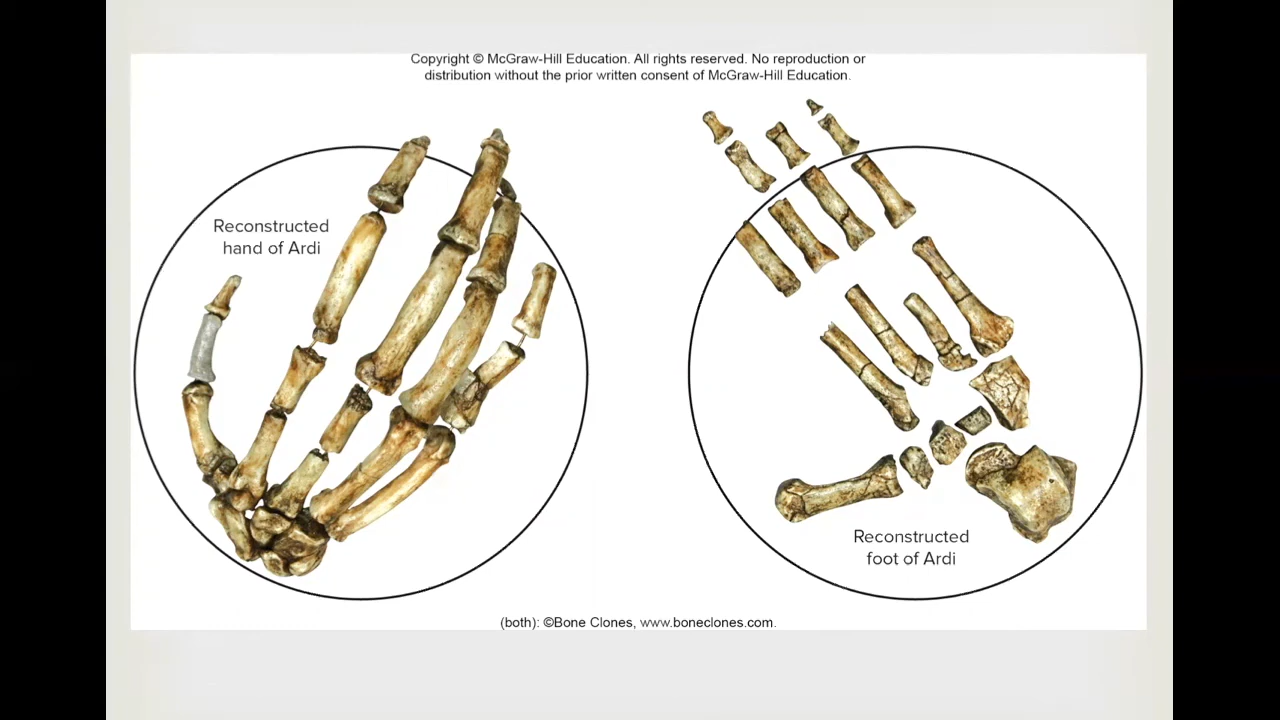 Copyright © McGraw-Hill Education. All rights reserved. No reproduction or
distribution without the prior written consent of McGraw-Hill Education.
Reconstructed
hand of Ardi
Reconstructed
foot of Ardi
(both): ©Bone Clones, www.boneclones.com.